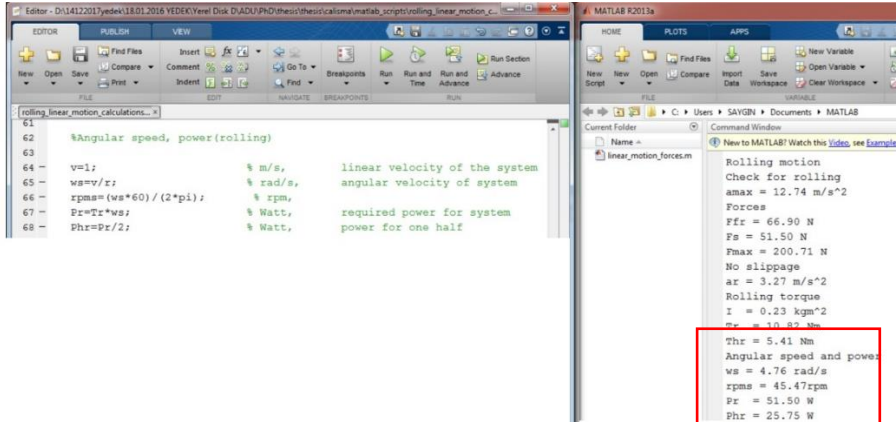 Editor - D:\14122017yedek\18.01.2016 YEDEK\Yerel Disk D\ADU\PhD\thesis\thesis\calisma\matlab_scripts\rolling_linear_motion_c...
EDITOR PUBLISH VIEW
New Open Save Find Files Compare Print
Insert fx Comment Indent
Go To Find
Breakpoints
Run Run and Time Run and Advance Run Section Advance
FILE EDIT NAVIGATE BREAKPOINTS RUN
rolling_linear_motion_calculations... ×
61
62 %Angular speed, power(rolling)
63
64 – v=1; % m/s, linear velocity of the system
65 – ws=v/r; % rad/s, angular velocity of system
66 – rpms=(ws*60)/(2*pi); % rpm,
67 – Pr=Tr*ws; % Watt, required power for system
68 – Phr=Pr/2; % Watt, power for one half
MATLAB R2013a
HOME PLOTS APPS
New Script New Open Find Files Compare
Import Data Save Workspace New Variable Open Variable Clear Workspace
FILE VARIABLE
C: Users SAYGIN Documents MATLAB
Current Folder
Name
linear_motion_forces.m
Command Window
New to MATLAB? Watch this Video, see Example
Rolling motion
Check for rolling
amax = 12.74 m/s^2
Forces
Ffr = 66.90 N
Fs = 51.50 N
Fmax = 200.71 N
No slippage
ar = 3.27 m/s^2
Rolling torque
I = 0.23 kgm^2
Tr = 10.82 Nm
Thr = 5.41 Nm
Angular speed and power
ws = 4.76 rad/s
rpms = 45.47rpm
Pr = 51.50 W
Phr = 25.75 W